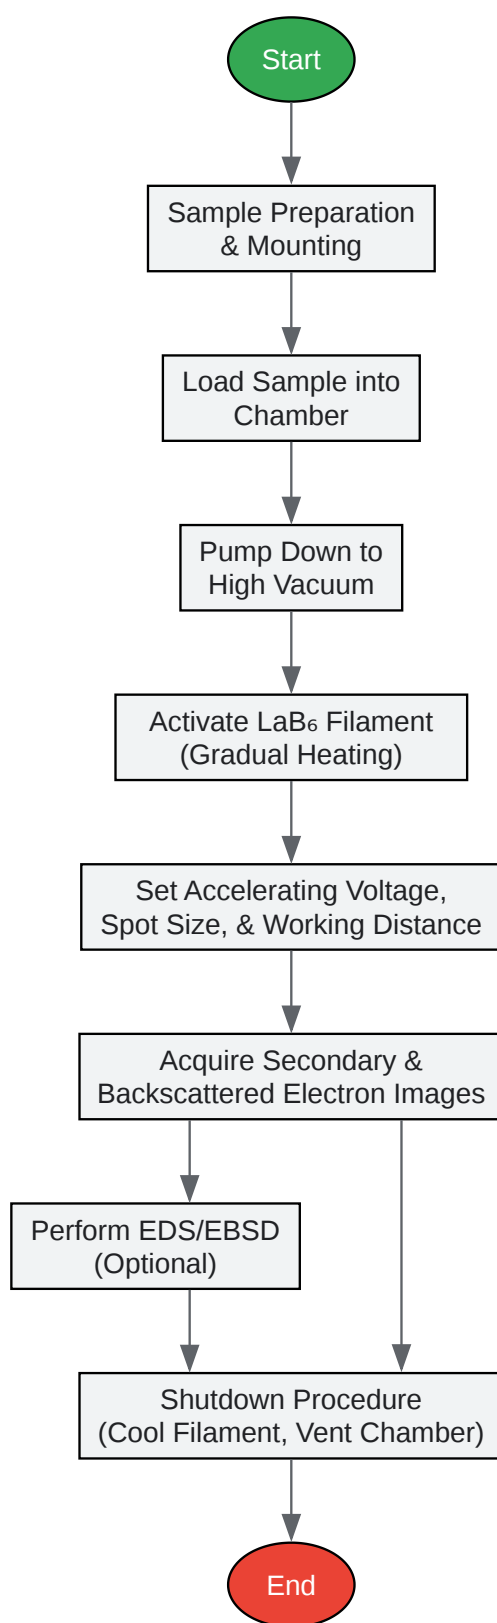 Start
Sample Preparation
& Mounting
Load Sample into
Chamber
Pump Down to
High Vacuum
Activate LaB₆ Filament
(Gradual Heating)
Set Accelerating Voltage,
Spot Size, & Working Distance
Acquire Secondary &
Backscattered Electron Images
Perform EDS/EBSD
(Optional)
Shutdown Procedure
(Cool Filament, Vent Chamber)
End